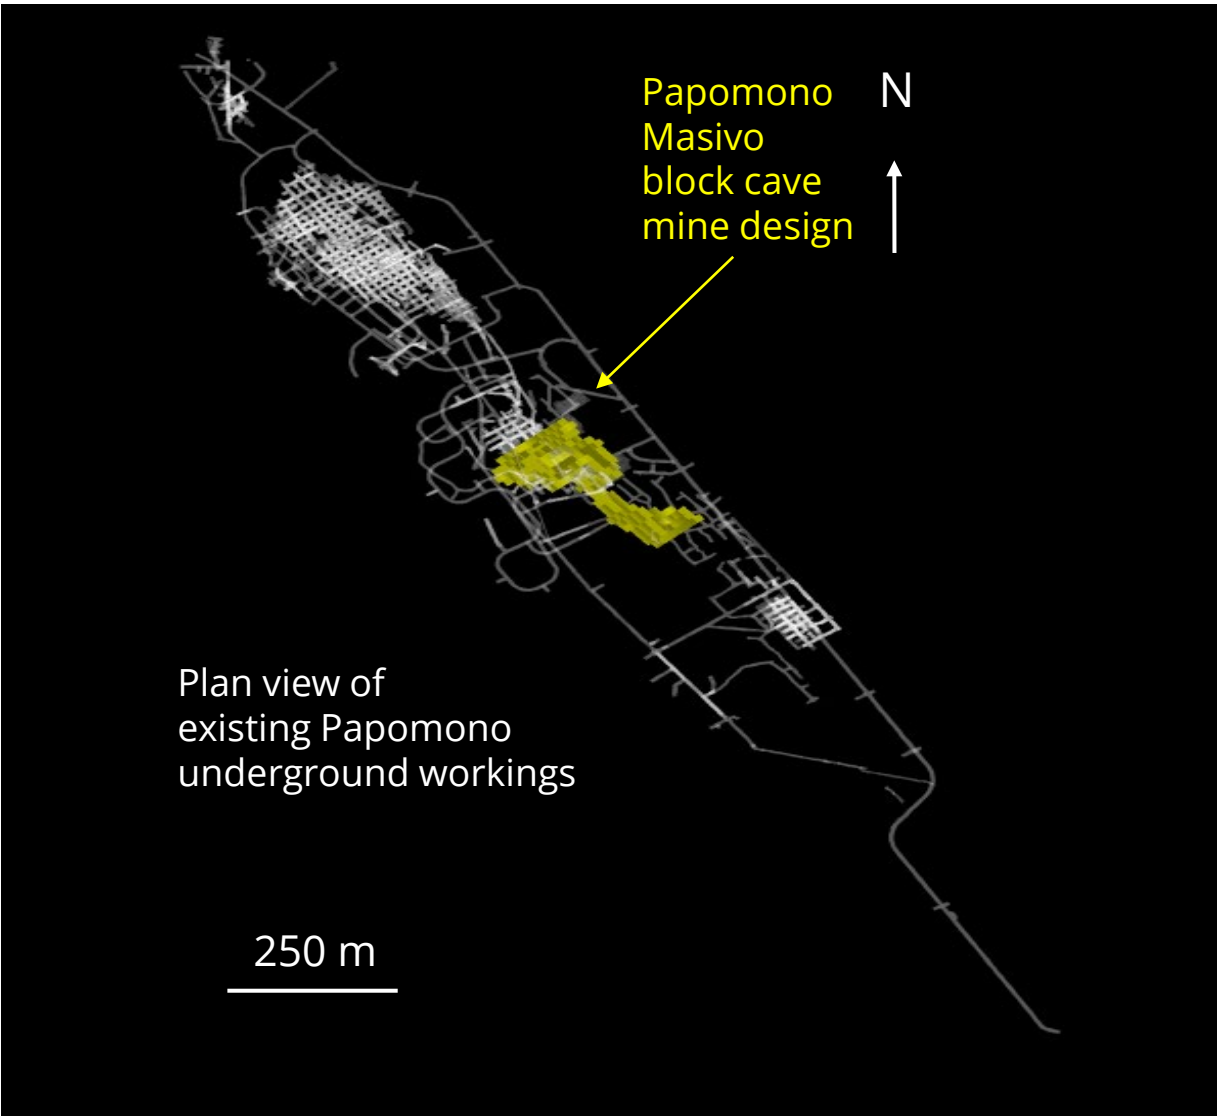 Papomono
Masivo
block cave
mine design
N
Plan view of
existing Papomono
underground workings
250 m